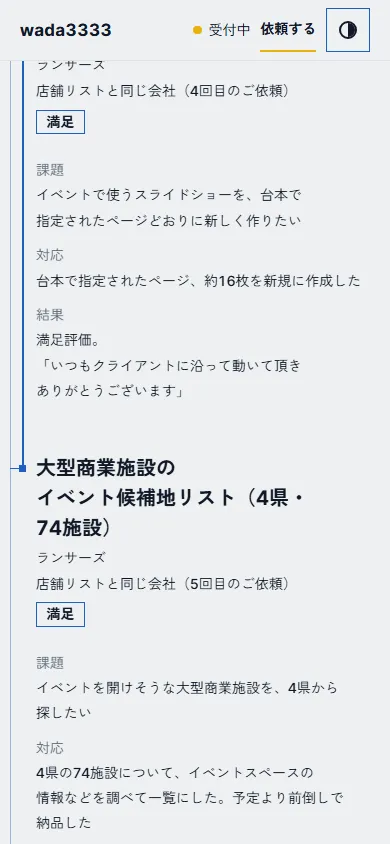 wada3333
受付中
依頼する
ランサーズ
店舗リストと同じ会社（4回目のご依頼）
満足
課題
イベントで使うスライドショーを、台本で
指定されたページどおりに新しく作りたい
対応
台本で指定されたページ、約16枚を新規に作成した
結果
満足評価。
「いつもクライアントに沿って動いて頂き
ありがとうございます」
大型商業施設の
イベント候補地リスト（4県・
74施設）
ランサーズ
店舗リストと同じ会社（5回目のご依頼）
満足
課題
イベントを開けそうな大型商業施設を、4県から
探したい
対応
4県の74施設について、イベントスペースの
情報などを調べて一覧にした。予定より前倒しで
納品した